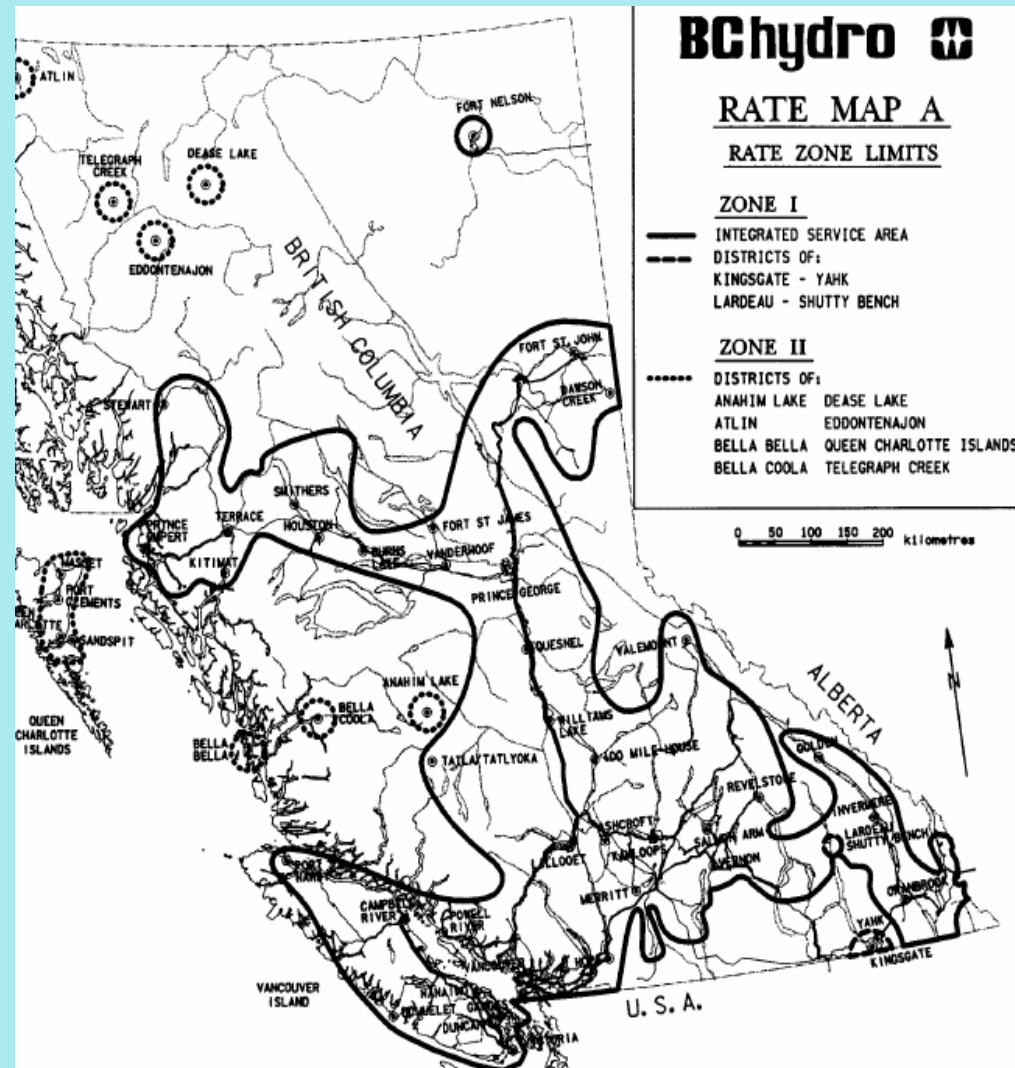 BChydro
RATE MAP A
RATE ZONE LIMITS
ZONE I
INTEGRATED SERVICE AREA
DISTRICTS OF:
KINGSGATE - YAHK
LARDEAU - SHUTTY BENCH
ZONE II
DISTRICTS OF:
ANAHIM LAKE DEASE LAKE
ATLIN EDDONTENAJON
BELLA BELLA QUEEN CHARLOTTE ISLANDS
BELLA COOLA TELEGRAPH CREEK
0 50 100 150 200 kilometres
N
ATLIN
FORT NELSON
TELEGRAPH
CREEK
DEASE LAKE
EDDONTENAJON
BRITISH COLUMBIA
FORT ST. JOHN
DAWSON
CREEK
STEWART
SMITHERS
PRINCE
RUPERT
TERRACE
HOUSTON
FORT ST JAMES
BURNS
LAKE
VANDERHOOF
KITIMAT
PRINCE GEORGE
MASSET
PORT
CLEMENTS
SANDSPIT
QUEEN
CHARLOTTE
ISLANDS
QUESNEL
VALEMOUNT
ALBERTA
ANAHIM LAKE
BELLA
COOLA
BELLA
BELLA
WILLIAMS
LAKE
TATLA/TATLYOKA
100 MILE HOUSE
GOLDEN
REVELSTOKE
INVERMERE
ASHCROFT
KAMLOOPS
SALMON ARM
LARDEAU
SHUTTY BENCH
LILLOOET
VERNON
MERRITT
CRANBROOK
PORT
HARDY
CAMPBELL
RIVER
POWELL
RIVER
YAHK
KINGSGATE
VANCOUVER
HOPE
VANCOUVER
ISLAND
NANAIMO
DUNCAN
VICTORIA
U.S.A.